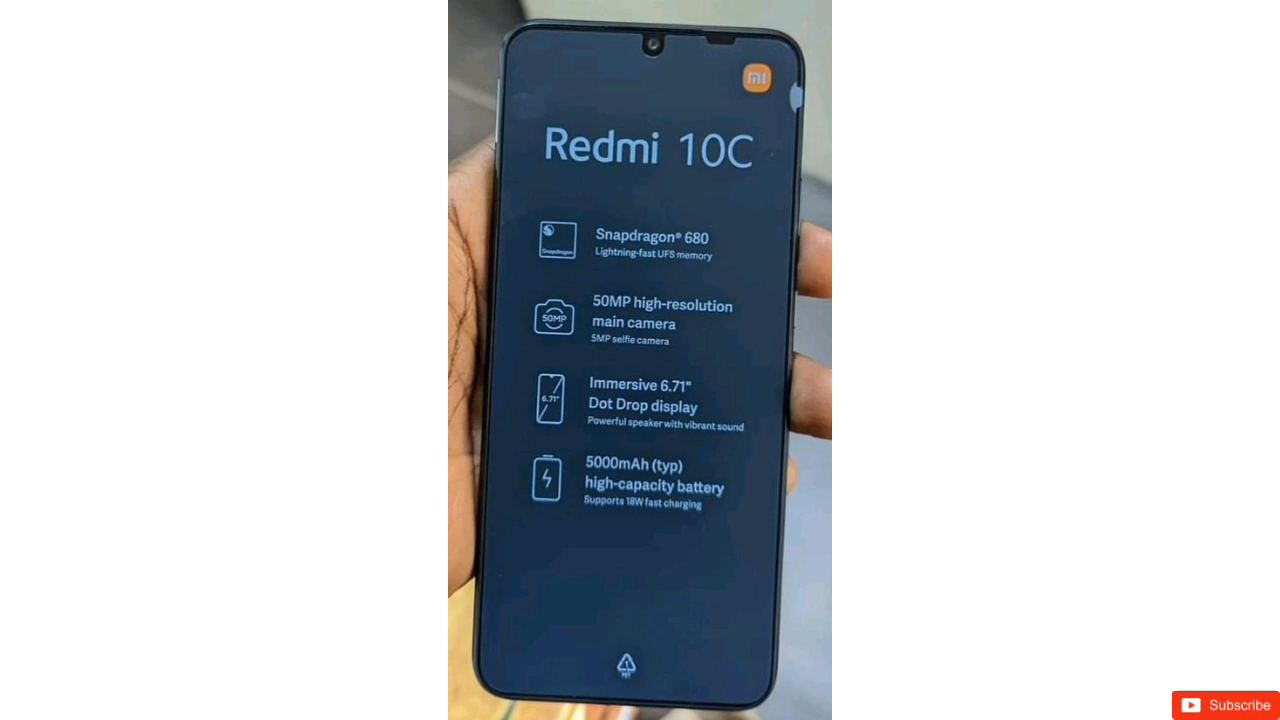 mi
Redmi 10C
Snapdragon
Snapdragon® 680
Lightning-fast UFS memory
50MP
50MP high-resolution
main camera
5MP selfie camera
6.71"
Immersive 6.71"
Dot Drop display
Powerful speaker with vibrant sound
5000mAh (typ)
high-capacity battery
Supports 18W fast charging
1
PET
Subscribe